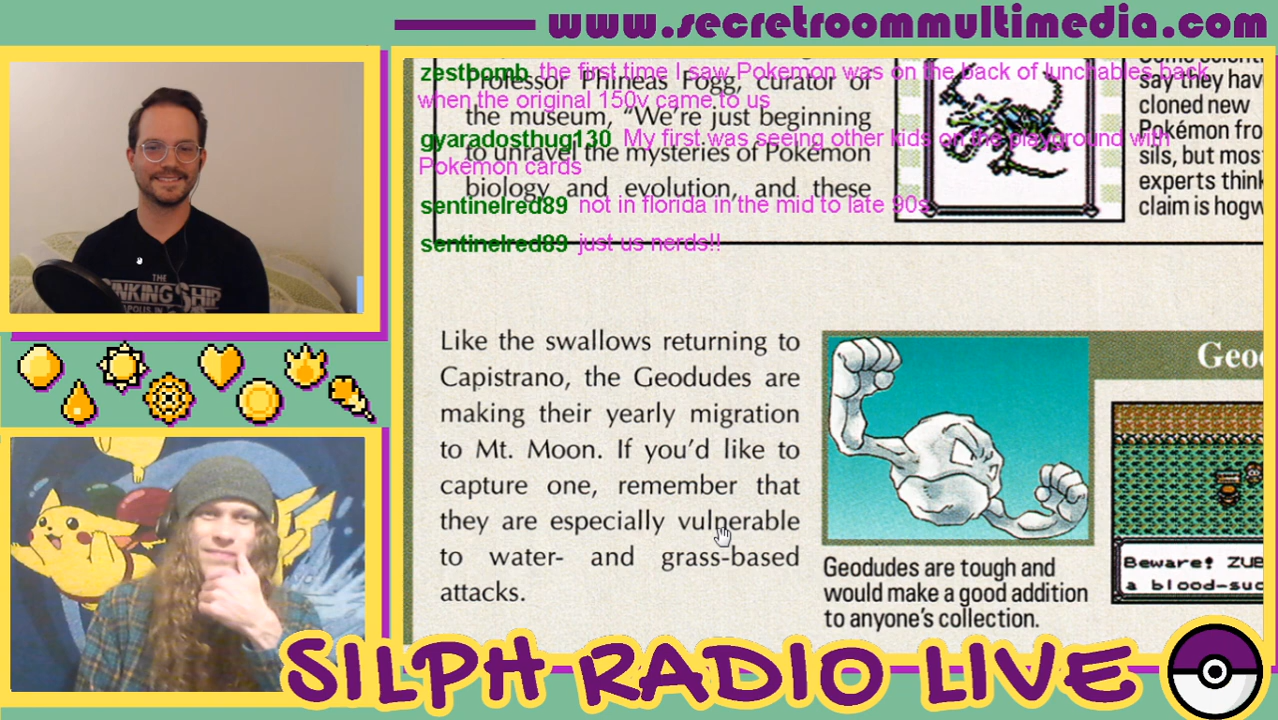 www.secretroommultimedia.com
Professor Phineas Fogg, curator of
the museum, "We're just beginning
to unravel the mysteries of Pokémon
biology and evolution, and these
zestbomb the first time I saw Pokemon was on the back of lunchables back
when the original 150v came to us
gyaradosthug130 My first was seeing other kids on the playground with
Pokémon cards
sentinelred89 not in florida in the mid to late 90s
sentinelred89 just us nerds!!
say they hav
cloned new
Pokémon fro
sils, but mos
experts think
claim is hogw
THE
INKING SHIP
Like the swallows returning to
Capistrano, the Geodudes are
making their yearly migration
to Mt. Moon. If you'd like to
capture one, remember that
they are especially vulnerable
to water- and grass-based
attacks.
Geodudes are tough and
would make a good addition
to anyone's collection.
Geo
Beware! ZUB
a blood-suc
SILPH RADIO LIVE